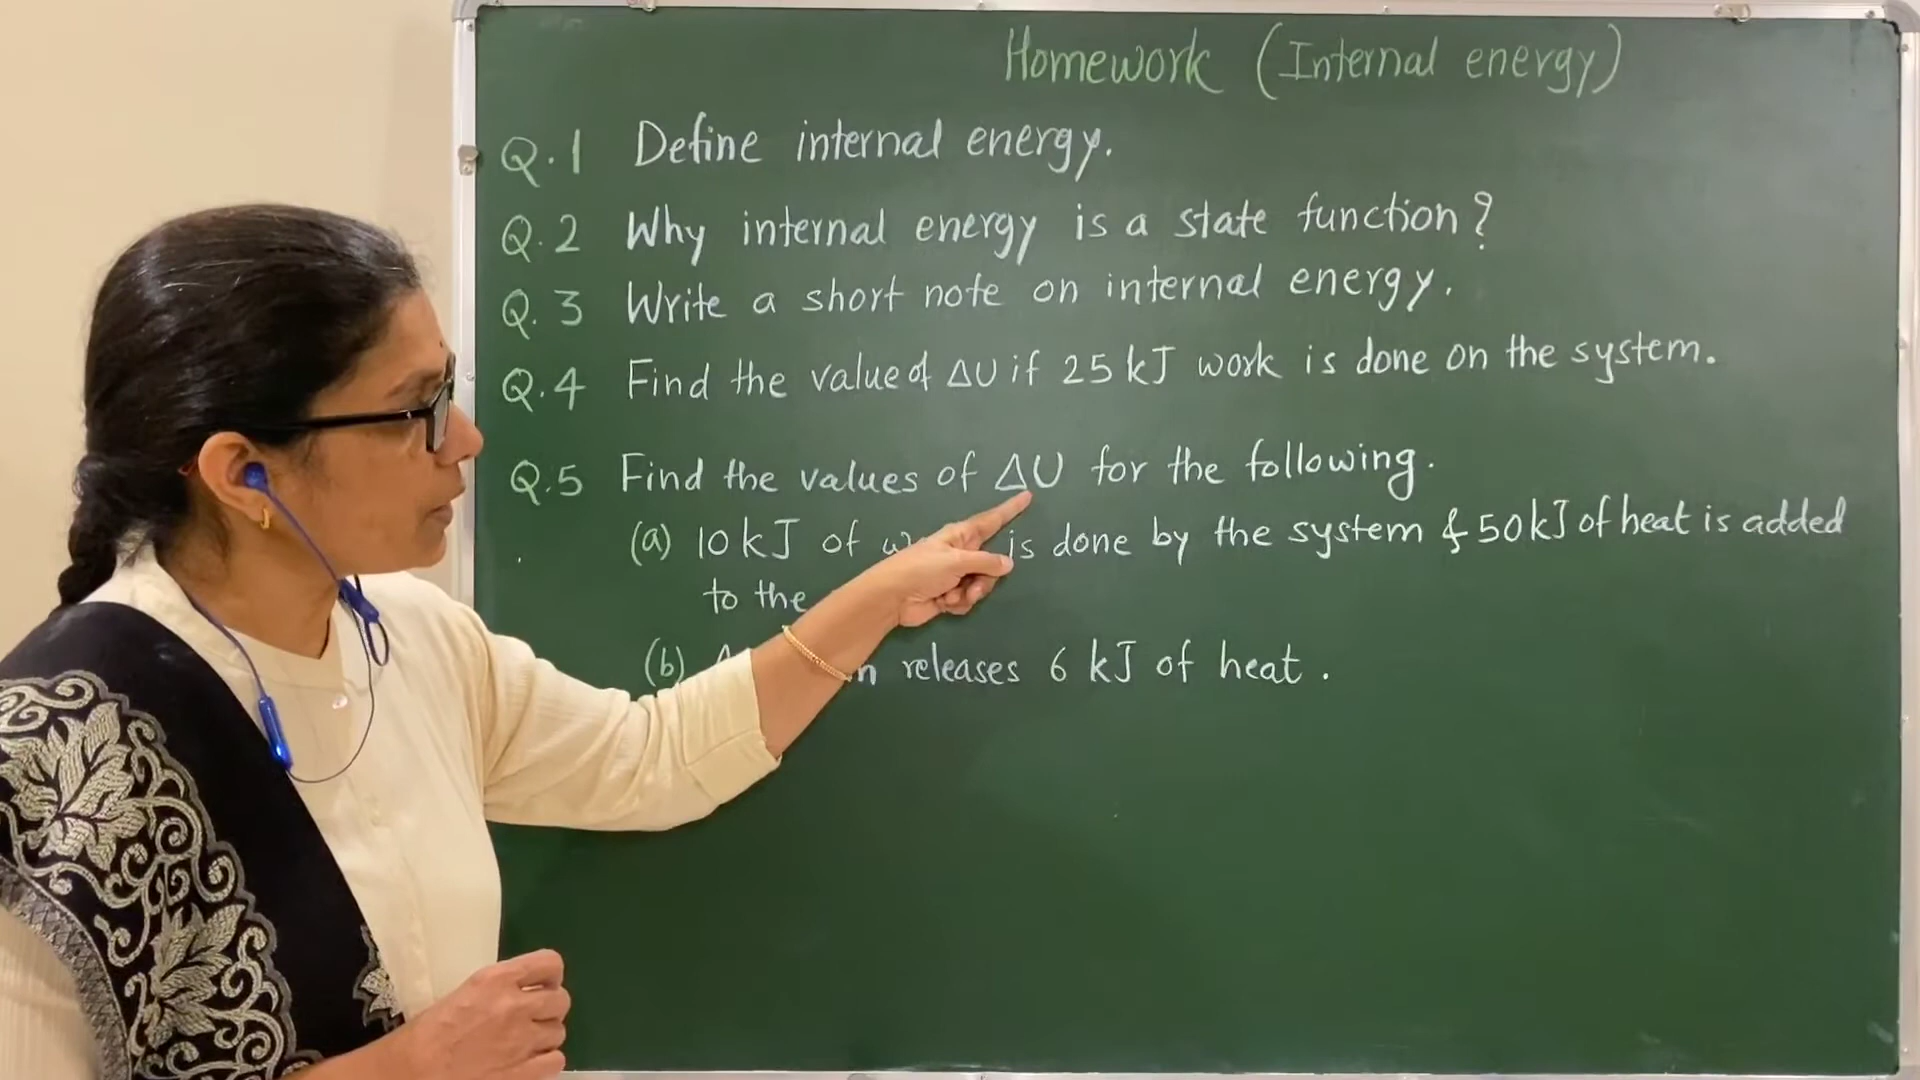 Homework (Internal energy)
Q.1 Define internal energy.
Q.2 Why internal energy is a state function?
Q.3 Write a short note on internal energy.
Q.4 Find the value of ΔU if 25 kJ work is done on the system.
Q.5 Find the values of ΔU for the following.
(a) 10 kJ of is done by the system & 50 kJ of heat is added
to the
(b) releases 6 kJ of heat.